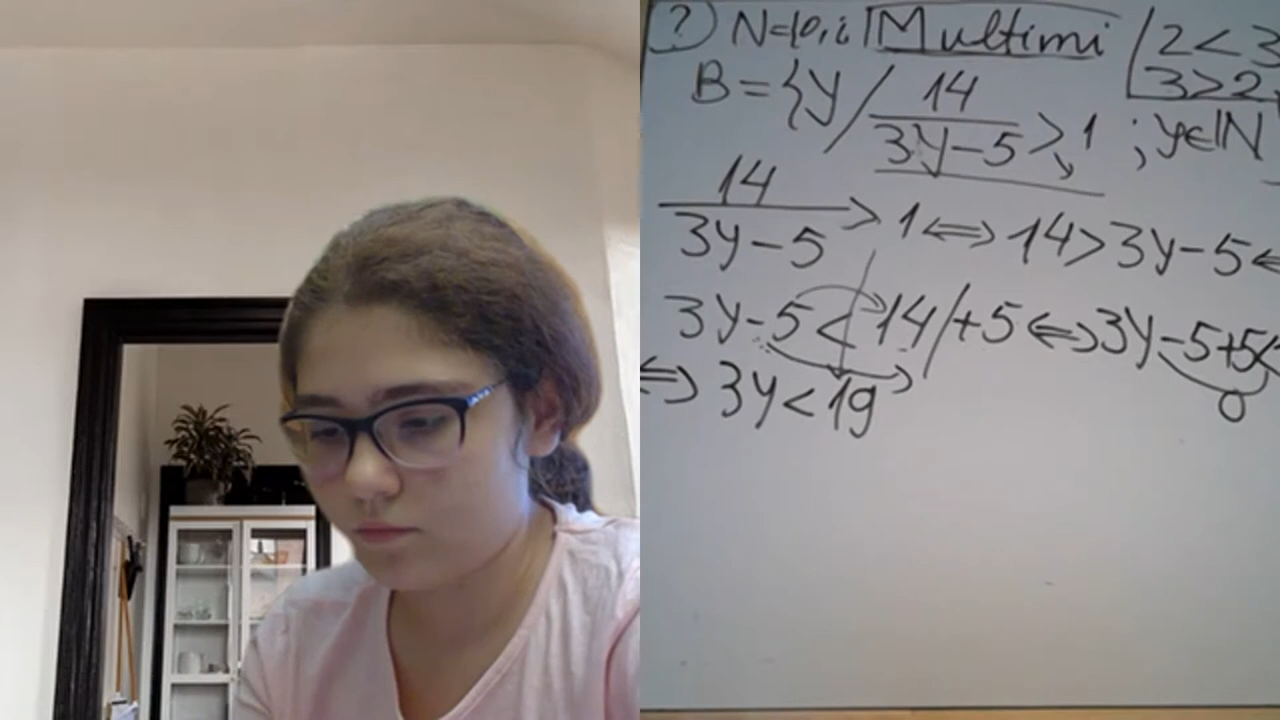 ? N=10, i Multimi 2<3
B={y/14/(3y-5)>1 ; y∈ℕ 3>2
14/(3y-5) > 1 ⇔ 14>3y-5 ⇔
3y-5<14/+5 ⇔ 3y-5+5<
⇔ 3y<19 0